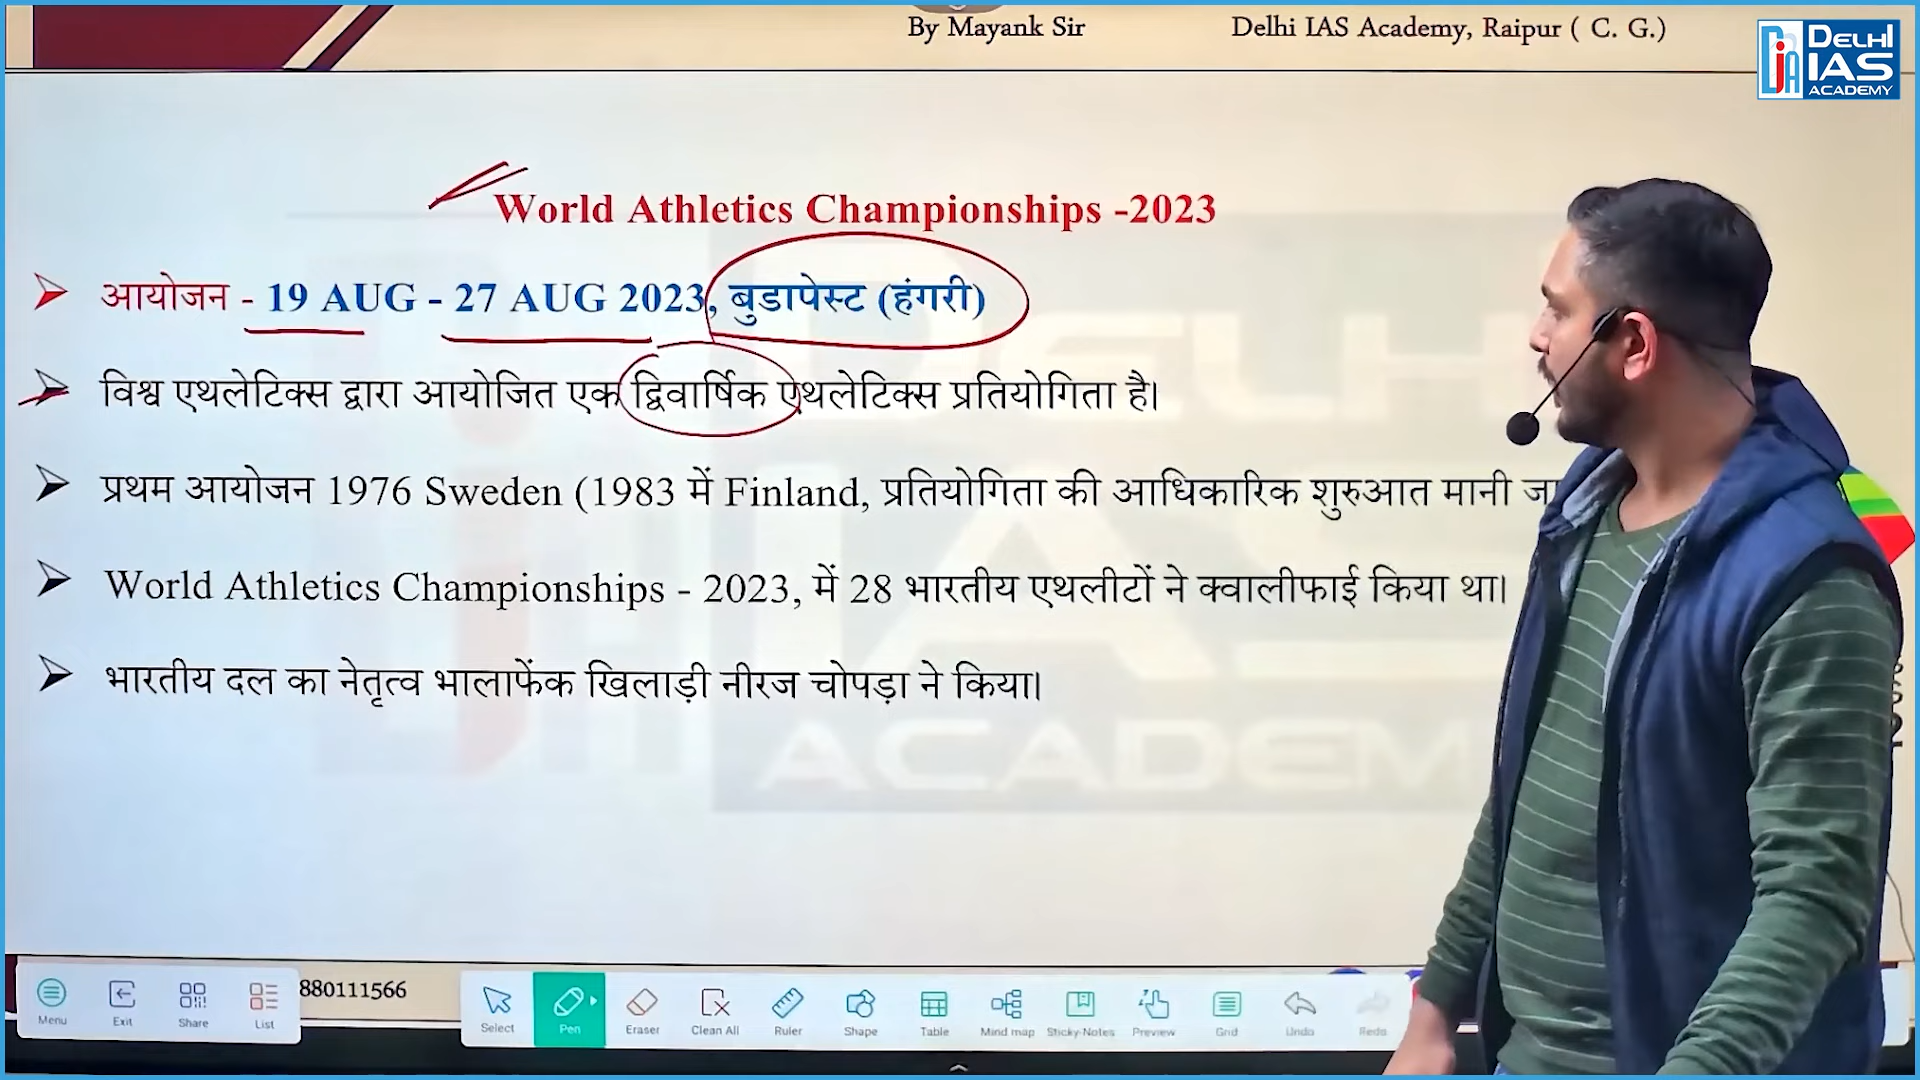 By Mayank Sir
Delhi IAS Academy, Raipur ( C. G.)
DELHI
IAS
ACADEMY
World Athletics Championships -2023
आयोजन - 19 AUG - 27 AUG 2023, बुडापेस्ट (हंगरी)
विश्व एथलेटिक्स द्वारा आयोजित एक द्विवार्षिक एथलेटिक्स प्रतियोगिता है।
प्रथम आयोजन 1976 Sweden (1983 में Finland, प्रतियोगिता की आधिकारिक शुरुआत मानी
World Athletics Championships - 2023, में 28 भारतीय एथलीटों ने क्वालीफाई किया था।
भारतीय दल का नेतृत्व भालाफेंक खिलाड़ी नीरज चोपड़ा ने किया।
880111566
Menu Exit Share List Select Pen Eraser Clean All Ruler Shape Table Mind map Sticky-Notes Preview Grid Undo Redo